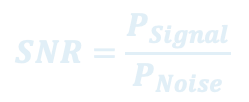 SNR = P_Signal / P_Noise